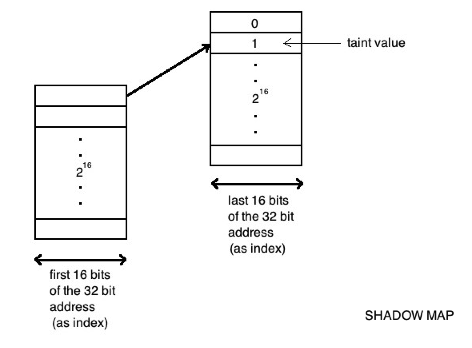 0
1
taint value
2^16
2^16
last 16 bits
of the 32 bit
address
(as index)
first 16 bits
of the 32 bit
address
(as index)
SHADOW MAP